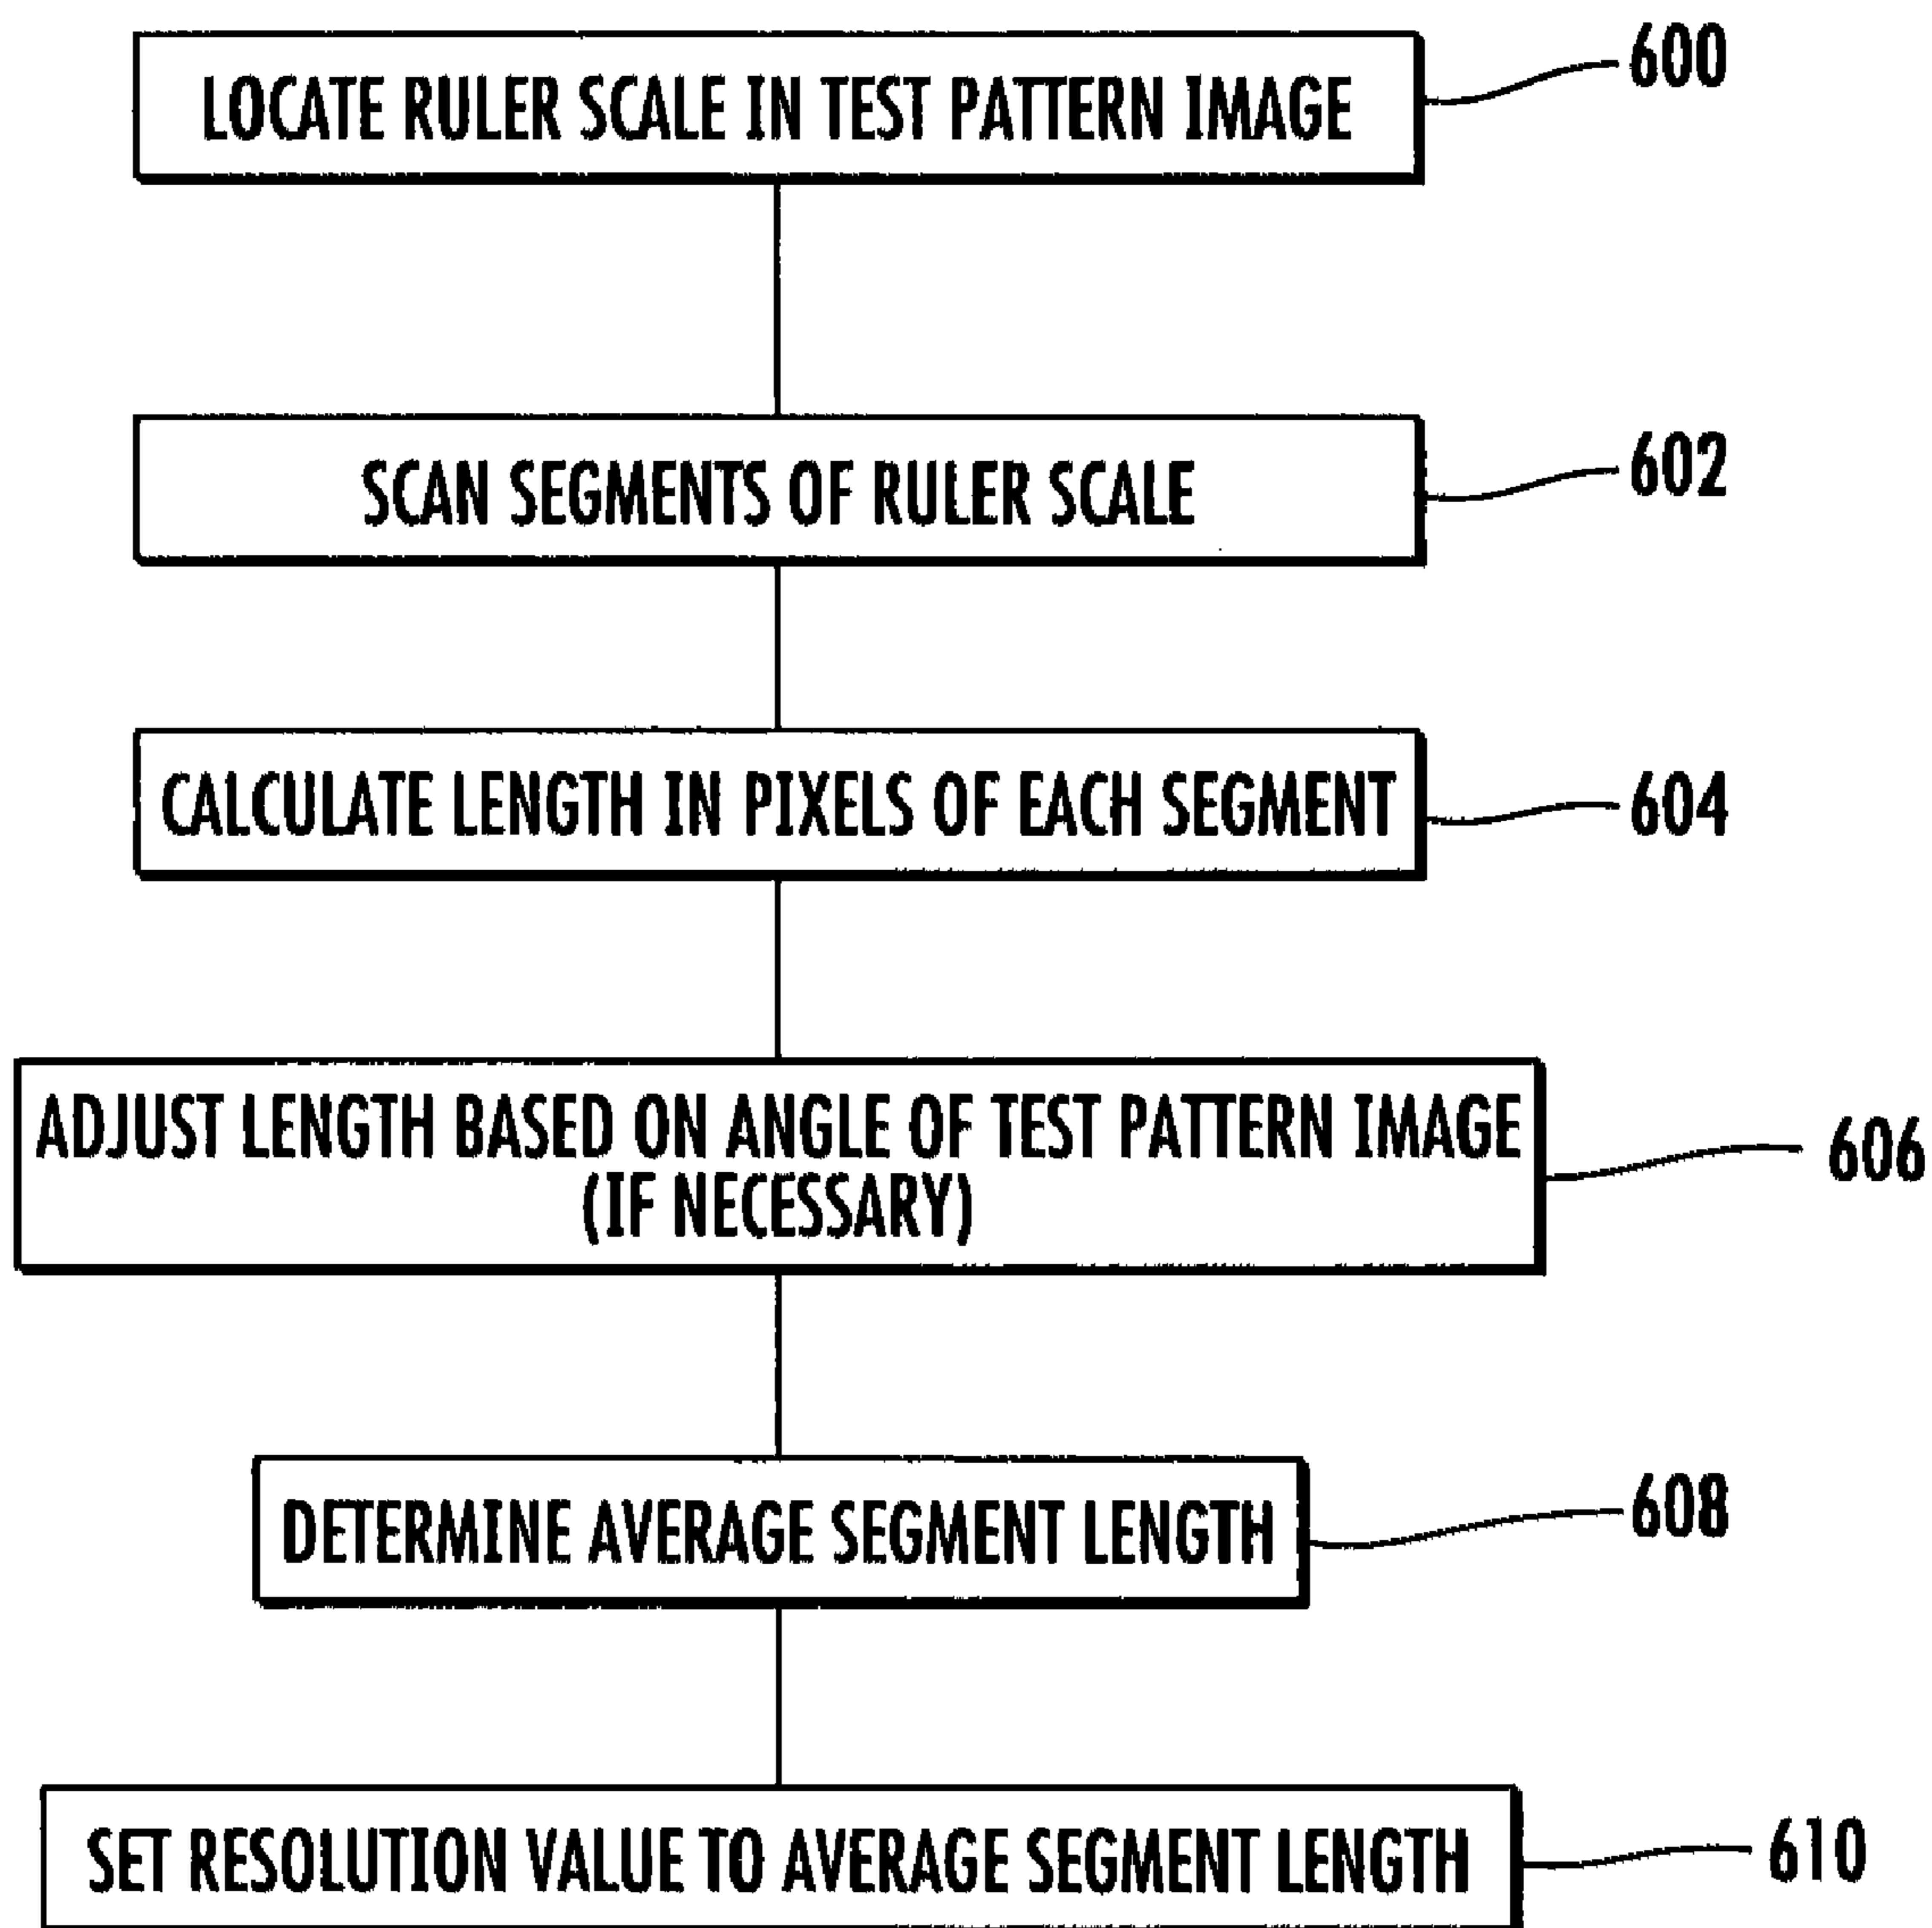 LOCATE RULER SCALE IN TEST PATTERN IMAGE
600
SCAN SEGMENTS OF RULER SCALE
602
CALCULATE LENGTH IN PIXELS OF EACH SEGMENT
604
ADJUST LENGTH BASED ON ANGLE OF TEST PATTERN IMAGE
(IF NECESSARY)
606
DETERMINE AVERAGE SEGMENT LENGTH
608
SET RESOLUTION VALUE TO AVERAGE SEGMENT LENGTH
610